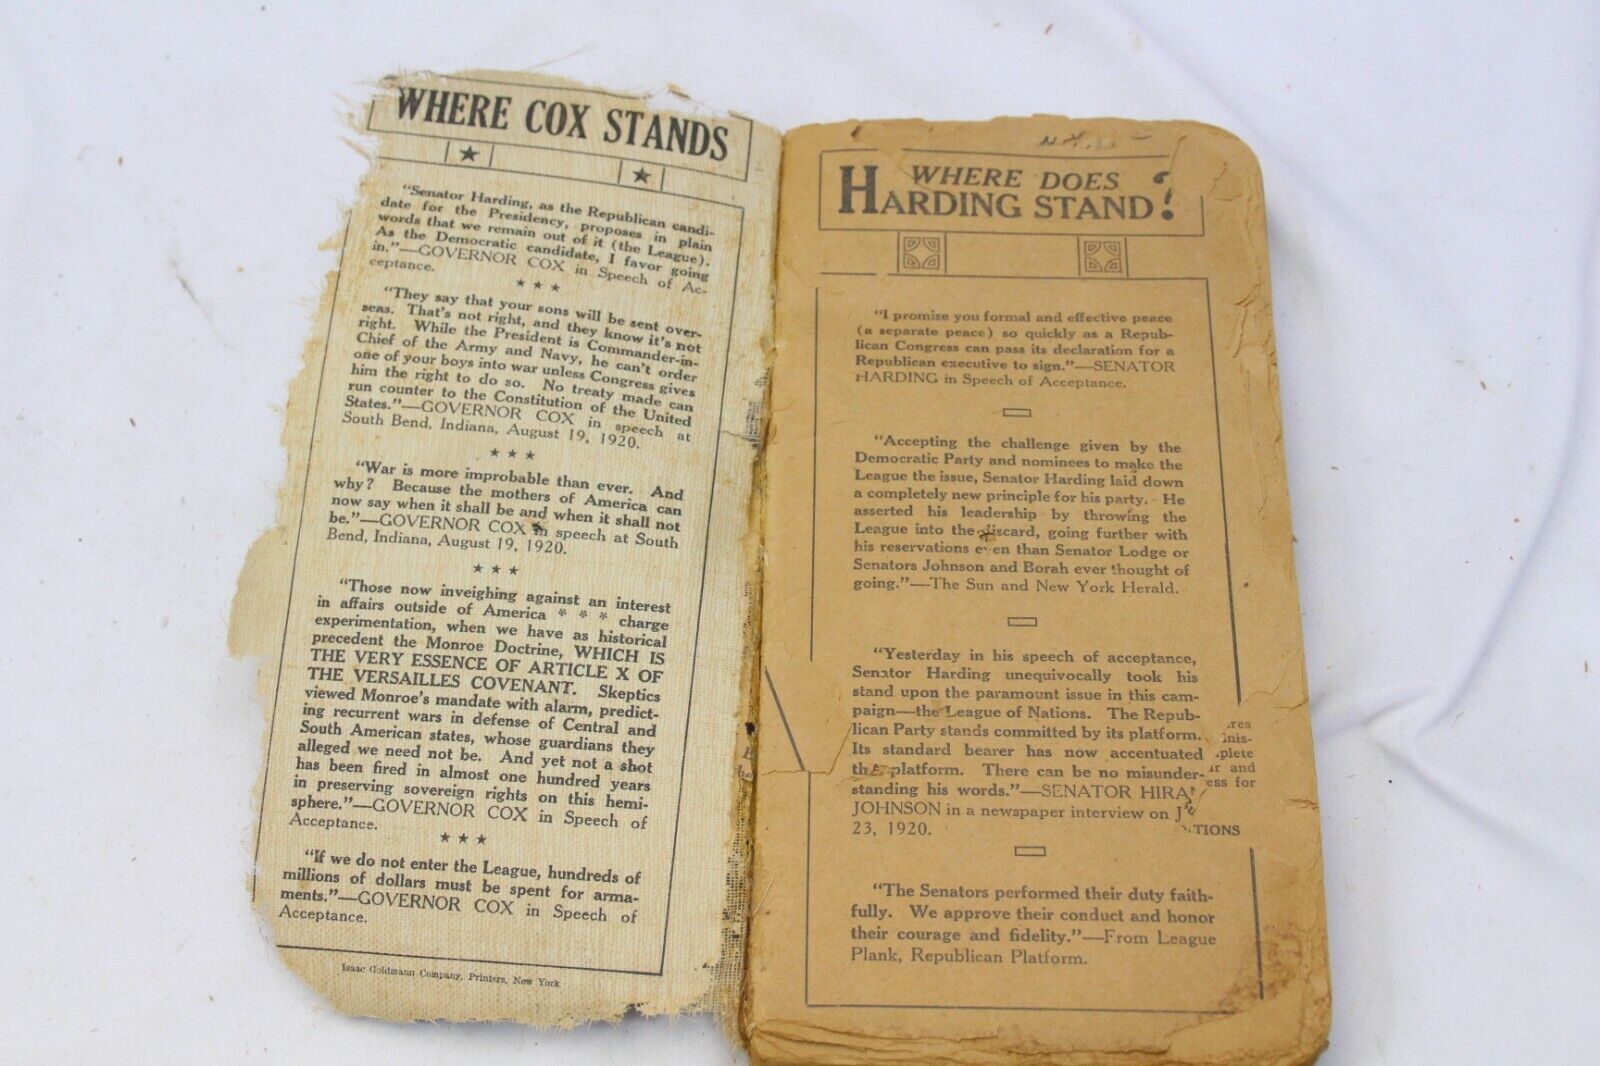 WHERE COX STANDS
"Senator Harding, as the Republican candi-
date for the Presidency, proposes in plain
words that we remain out of it (the League).
As the Democratic candidate, I favor going
in."—GOVERNOR COX in Speech of Ac-
ceptance.
* * *
"They say that your sons will be sent over-
seas. That's not right, and they know it's not
right. While the President is Commander-in-
Chief of the Army and Navy, he can't order
one of your boys into war unless Congress gives
him the right to do so. No treaty made can
run counter to the Constitution of the United
States."—GOVERNOR COX in speech at
South Bend, Indiana, August 19, 1920.
* * *
"War is more improbable than ever. And
why? Because the mothers of America can
now say when it shall be and when it shall not
be."—GOVERNOR COX in speech at South
Bend, Indiana, August 19, 1920.
* * *
"Those now inveighing against an interest
in affairs outside of America * * * charge
experimentation, when we have as historical
precedent the Monroe Doctrine, WHICH IS
THE VERY ESSENCE OF ARTICLE X OF
THE VERSAILLES COVENANT. Skeptics
viewed Monroe's mandate with alarm, predict-
ing recurrent wars in defense of Central and
South American states, whose guardians they
alleged we need not be. And yet not a shot
has been fired in almost one hundred years
in preserving sovereign rights on this hemi-
sphere."—GOVERNOR COX in Speech of
Acceptance.
* * *
"If we do not enter the League, hundreds of
millions of dollars must be spent for arma-
ments."—GOVERNOR COX in Speech of
Acceptance.
Isaac Goldmann Company, Printers, New York
WHERE DOES
HARDING STAND?
"I promise you formal and effective peace
(a separate peace) so quickly as a Repub-
lican Congress can pass its declaration for a
Republican executive to sign."—SENATOR
HARDING in Speech of Acceptance.
"Accepting the challenge given by the
Democratic Party and nominees to make the
League the issue, Senator Harding laid down
a completely new principle for his party. He
asserted his leadership by throwing the
League into the discard, going further with
his reservations even than Senator Lodge or
Senators Johnson and Borah ever thought of
going."—The Sun and New York Herald.
"Yesterday in his speech of acceptance,
Senator Harding unequivocally took his
stand upon the paramount issue in this cam-
paign—the League of Nations. The Repub-
lican Party stands committed by its platform.
Its standard bearer has now accentuated
the platform. There can be no misunder-
standing his words."—SENATOR HIRA
JOHNSON in a newspaper interview on J
23, 1920.
"The Senators performed their duty faith-
fully. We approve their conduct and honor
their courage and fidelity."—From League
Plank, Republican Platform.
res
inis-
plete
and
ess for
TIONS